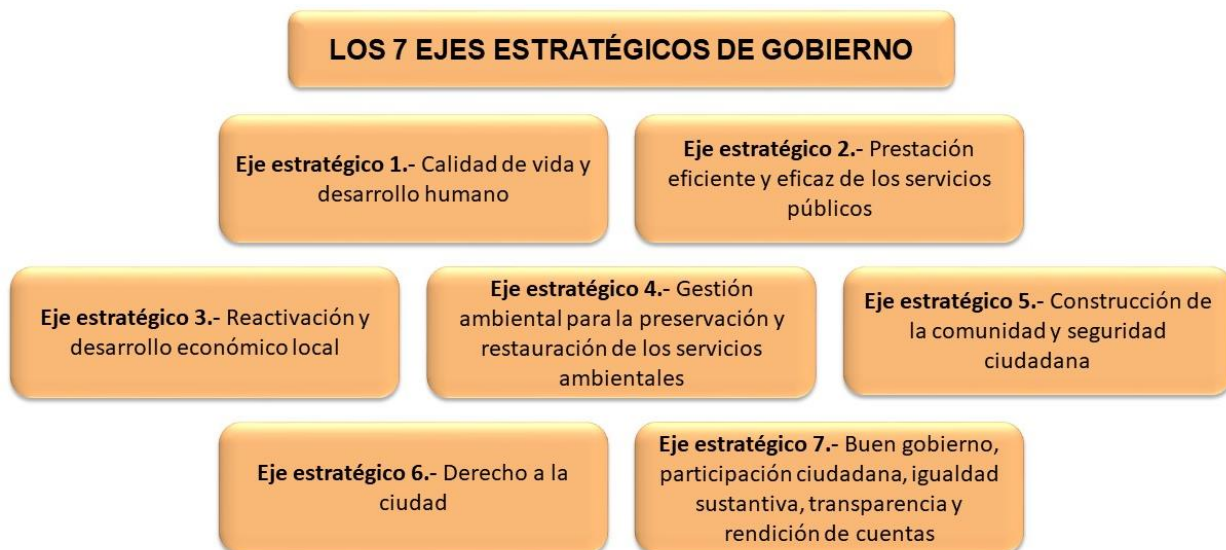 LOS 7 EJES ESTRATÉGICOS DE GOBIERNO
Eje estratégico 1.- Calidad de vida y
desarrollo humano
Eje estratégico 2.- Prestación
eficiente y eficaz de los servicios
públicos
Eje estratégico 3.- Reactivación y
desarrollo económico local
Eje estratégico 4.- Gestión
ambiental para la preservación y
restauración de los servicios
ambientales
Eje estratégico 5.- Construcción de
la comunidad y seguridad
ciudadana
Eje estratégico 6.- Derecho a la
ciudad
Eje estratégico 7.- Buen gobierno,
participación ciudadana, igualdad
sustantiva, transparencia y
rendición de cuentas